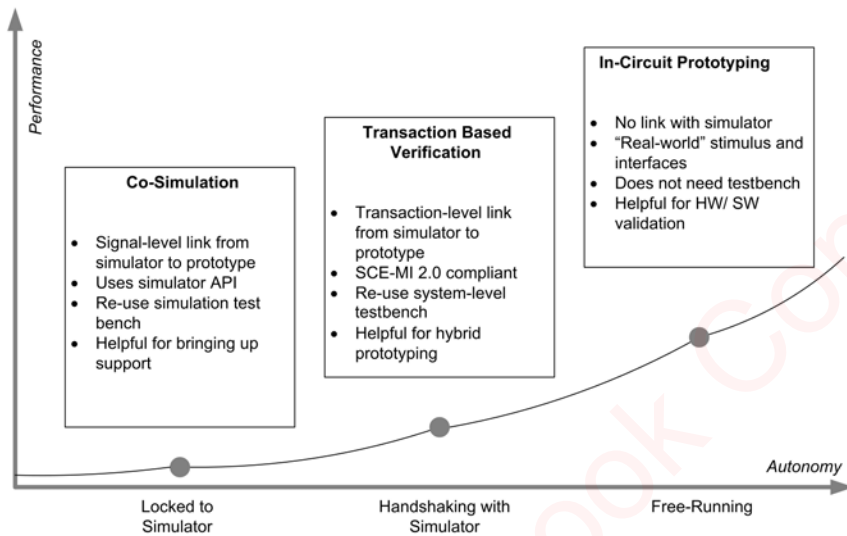 Performance
In-Circuit Prototyping
• No link with simulator
• “Real-world” stimulus and
interfaces
• Does not need testbench
• Helpful for HW/ SW
validation
Transaction Based
Verification
• Transaction-level link
from simulator to
prototype
• SCE-MI 2.0 compliant
• Re-use system-level
testbench
• Helpful for hybrid
prototyping
Co-Simulation
• Signal-level link from
simulator to prototype
• Uses simulator API
• Re-use simulation test
bench
• Helpful for bringing up
support
Autonomy
Locked to
Simulator
Handshaking with
Simulator
Free-Running